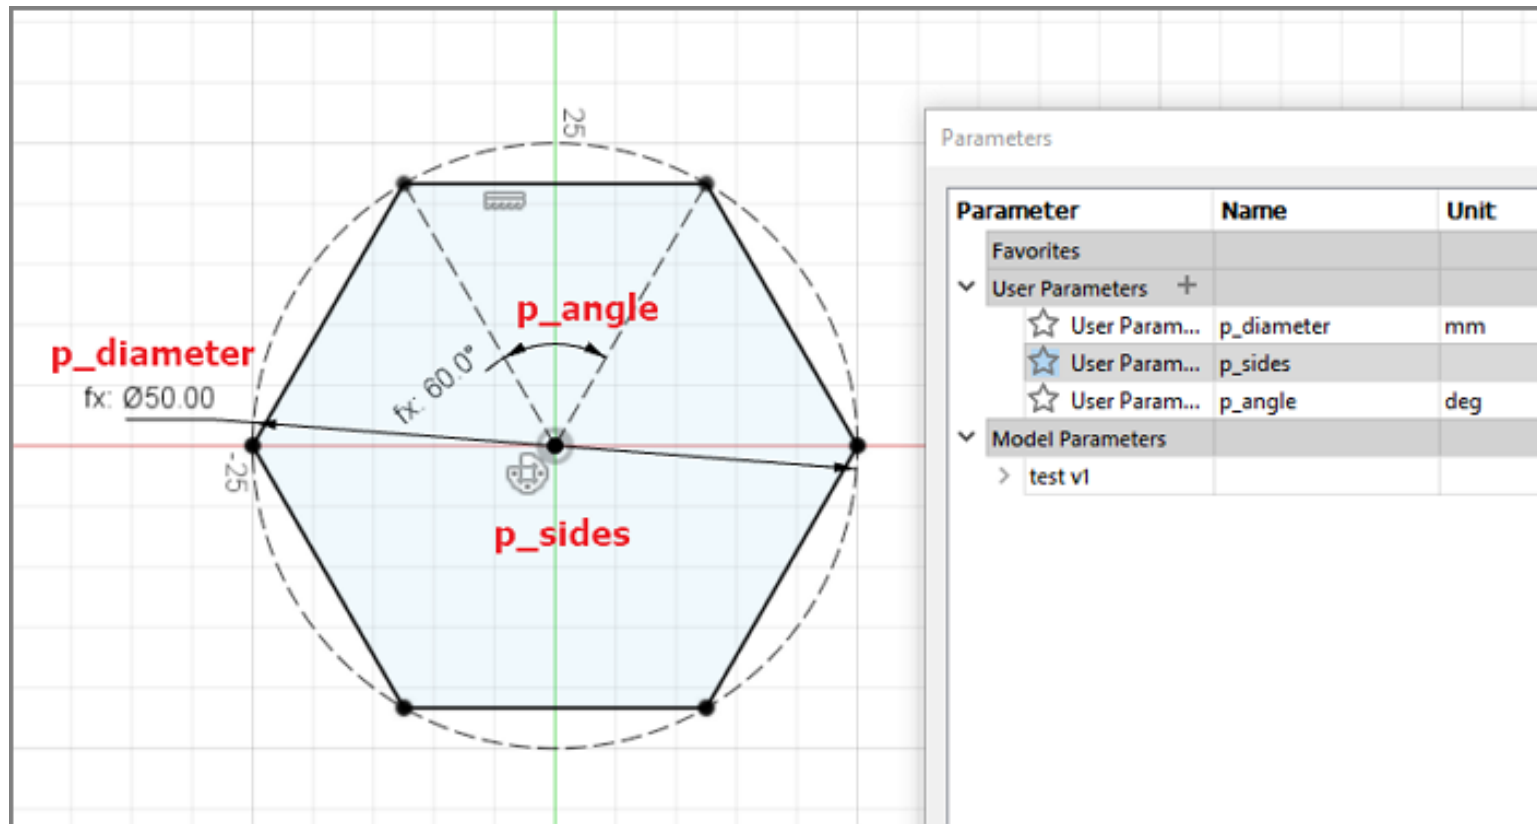 25
p_angle
p_diameter
fx: Ø50.00
fx: 60.0°
-25
p_sides
Parameters
Parameter Name Unit
Favorites
User Parameters +
User Param... p_diameter mm
User Param... p_sides
User Param... p_angle deg
Model Parameters
test v1